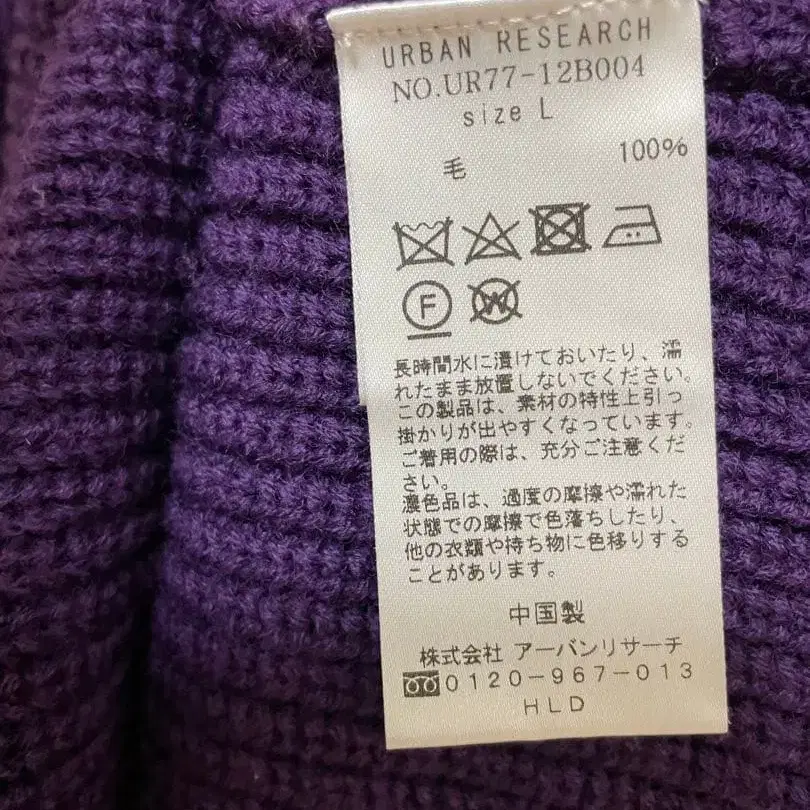 URBAN RESEARCH
NO.UR77-12B004
size L
毛 100%
F
W
長時間水に漬けておいたり、濡
れたまま放置しないでください。
この製品は、素材の特性上引っ
掛かりが出やすくなっています。
ご着用の際は、充分ご注意くだ
さい。
濃色品は、過度の摩擦や濡れた
状態での摩擦で色落ちしたり、
他の衣類や持ち物に色移りする
ことがあります。
中国製
株式会社 アーバンリサーチ
0120-967-013
HLD